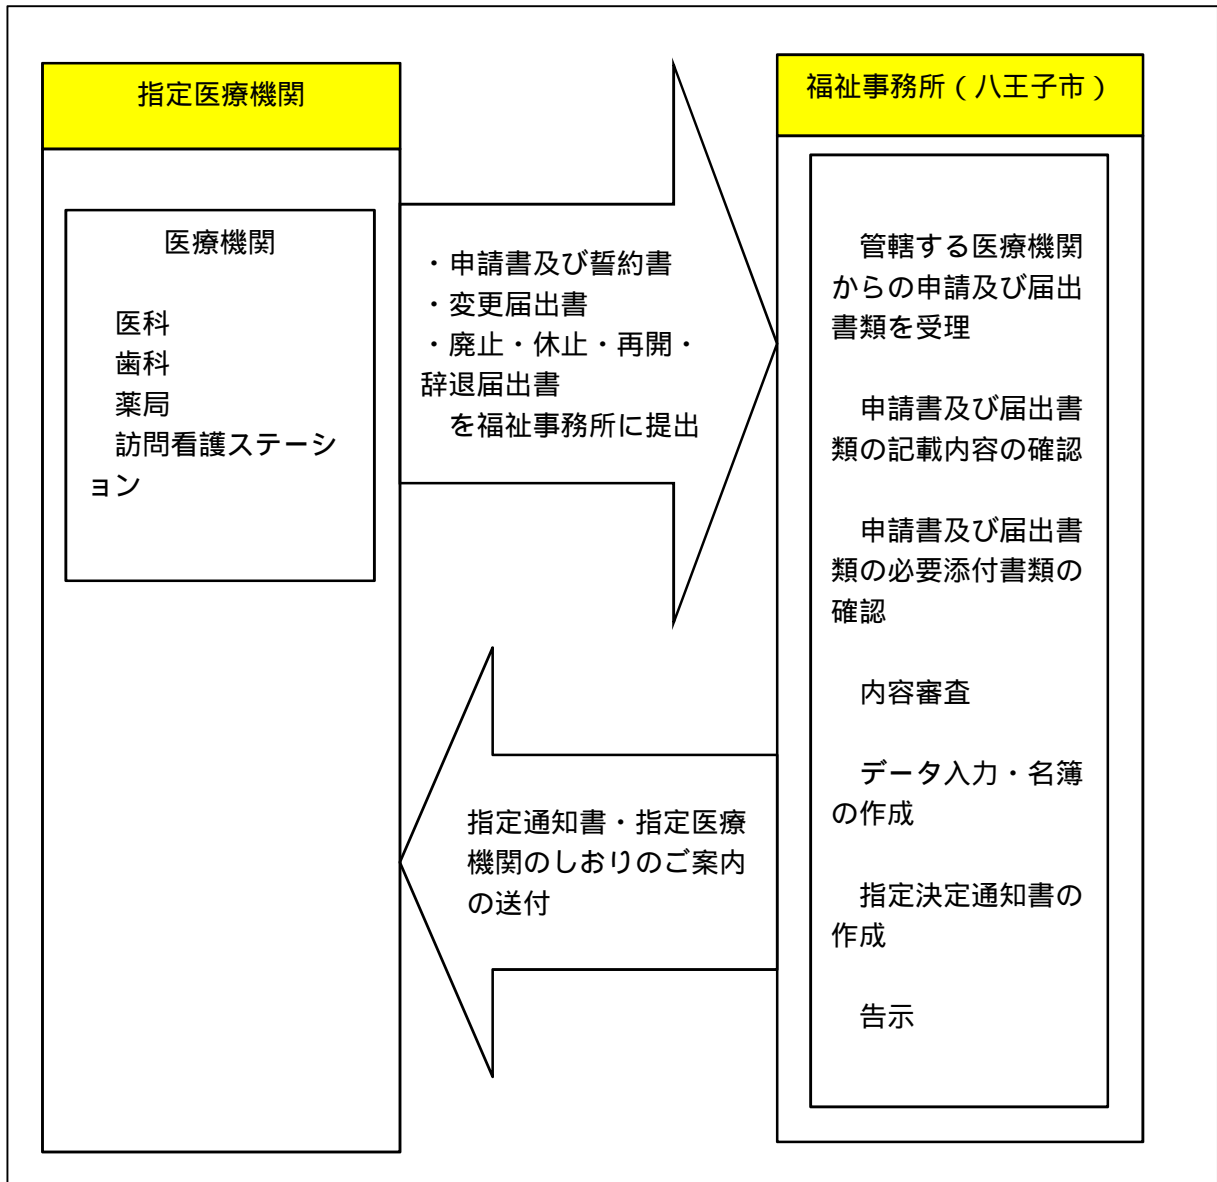 指定医療機関
医療機関
医科
歯科
薬局
訪問看護ステーシ
ョン
・申請書及び誓約書
・変更届出書
・廃止・休止・再開・
辞退届出書
を福祉事務所に提出
指定通知書・指定医療
機関のしおりのご案内
の送付
福祉事務所（八王子市）
管轄する医療機関
からの申請及び届出
書類を受理
申請書及び届出書
類の記載内容の確認
申請書及び届出書
類の必要添付書類の
確認
内容審査
データ入力・名簿
の作成
指定決定通知書の
作成
告示